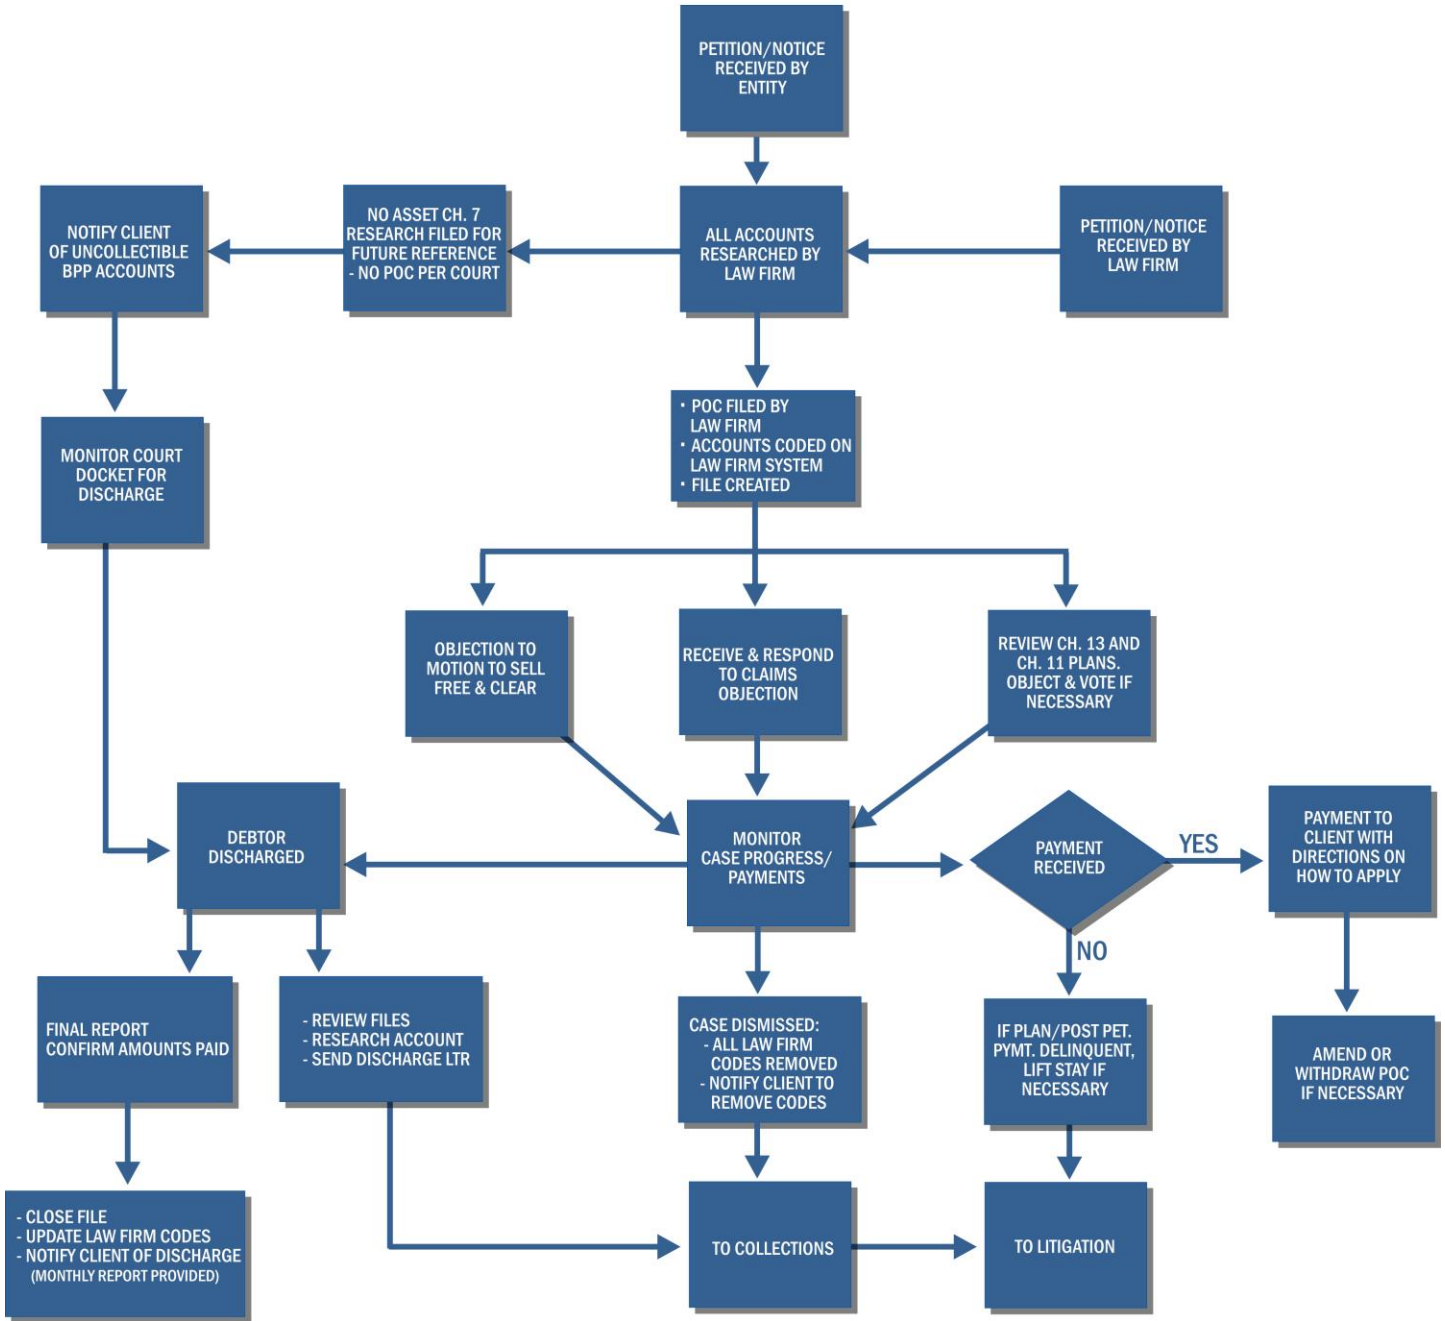 PETITION/NOTICE
RECEIVED BY
ENTITY
NOTIFY CLIENT
OF UNCOLLECTIBLE
BPP ACCOUNTS
NO ASSET CH. 7
RESEARCH FILED FOR
FUTURE REFERENCE
- NO POC PER COURT
ALL ACCOUNTS
RESEARCHED BY
LAW FIRM
PETITION/NOTICE
RECEIVED BY
LAW FIRM
MONITOR COURT
DOCKET FOR
DISCHARGE
· POC FILED BY
LAW FIRM
· ACCOUNTS CODED ON
LAW FIRM SYSTEM
· FILE CREATED
OBJECTION TO
MOTION TO SELL
FREE & CLEAR
RECEIVE & RESPOND
TO CLAIMS
OBJECTION
REVIEW CH. 13 AND
CH. 11 PLANS.
OBJECT & VOTE IF
NECESSARY
DEBTOR
DISCHARGED
MONITOR
CASE PROGRESS/
PAYMENTS
PAYMENT
RECEIVED
YES
PAYMENT TO
CLIENT WITH
DIRECTIONS ON
HOW TO APPLY
NO
FINAL REPORT
CONFIRM AMOUNTS PAID
- REVIEW FILES
- RESEARCH ACCOUNT
- SEND DISCHARGE LTR
CASE DISMISSED:
- ALL LAW FIRM
CODES REMOVED
- NOTIFY CLIENT TO
REMOVE CODES
IF PLAN/POST PET.
PYMT. DELINQUENT,
LIFT STAY IF
NECESSARY
AMEND OR
WITHDRAW POC
IF NECESSARY
- CLOSE FILE
- UPDATE LAW FIRM CODES
- NOTIFY CLIENT OF DISCHARGE
(MONTHLY REPORT PROVIDED)
TO COLLECTIONS
TO LITIGATION